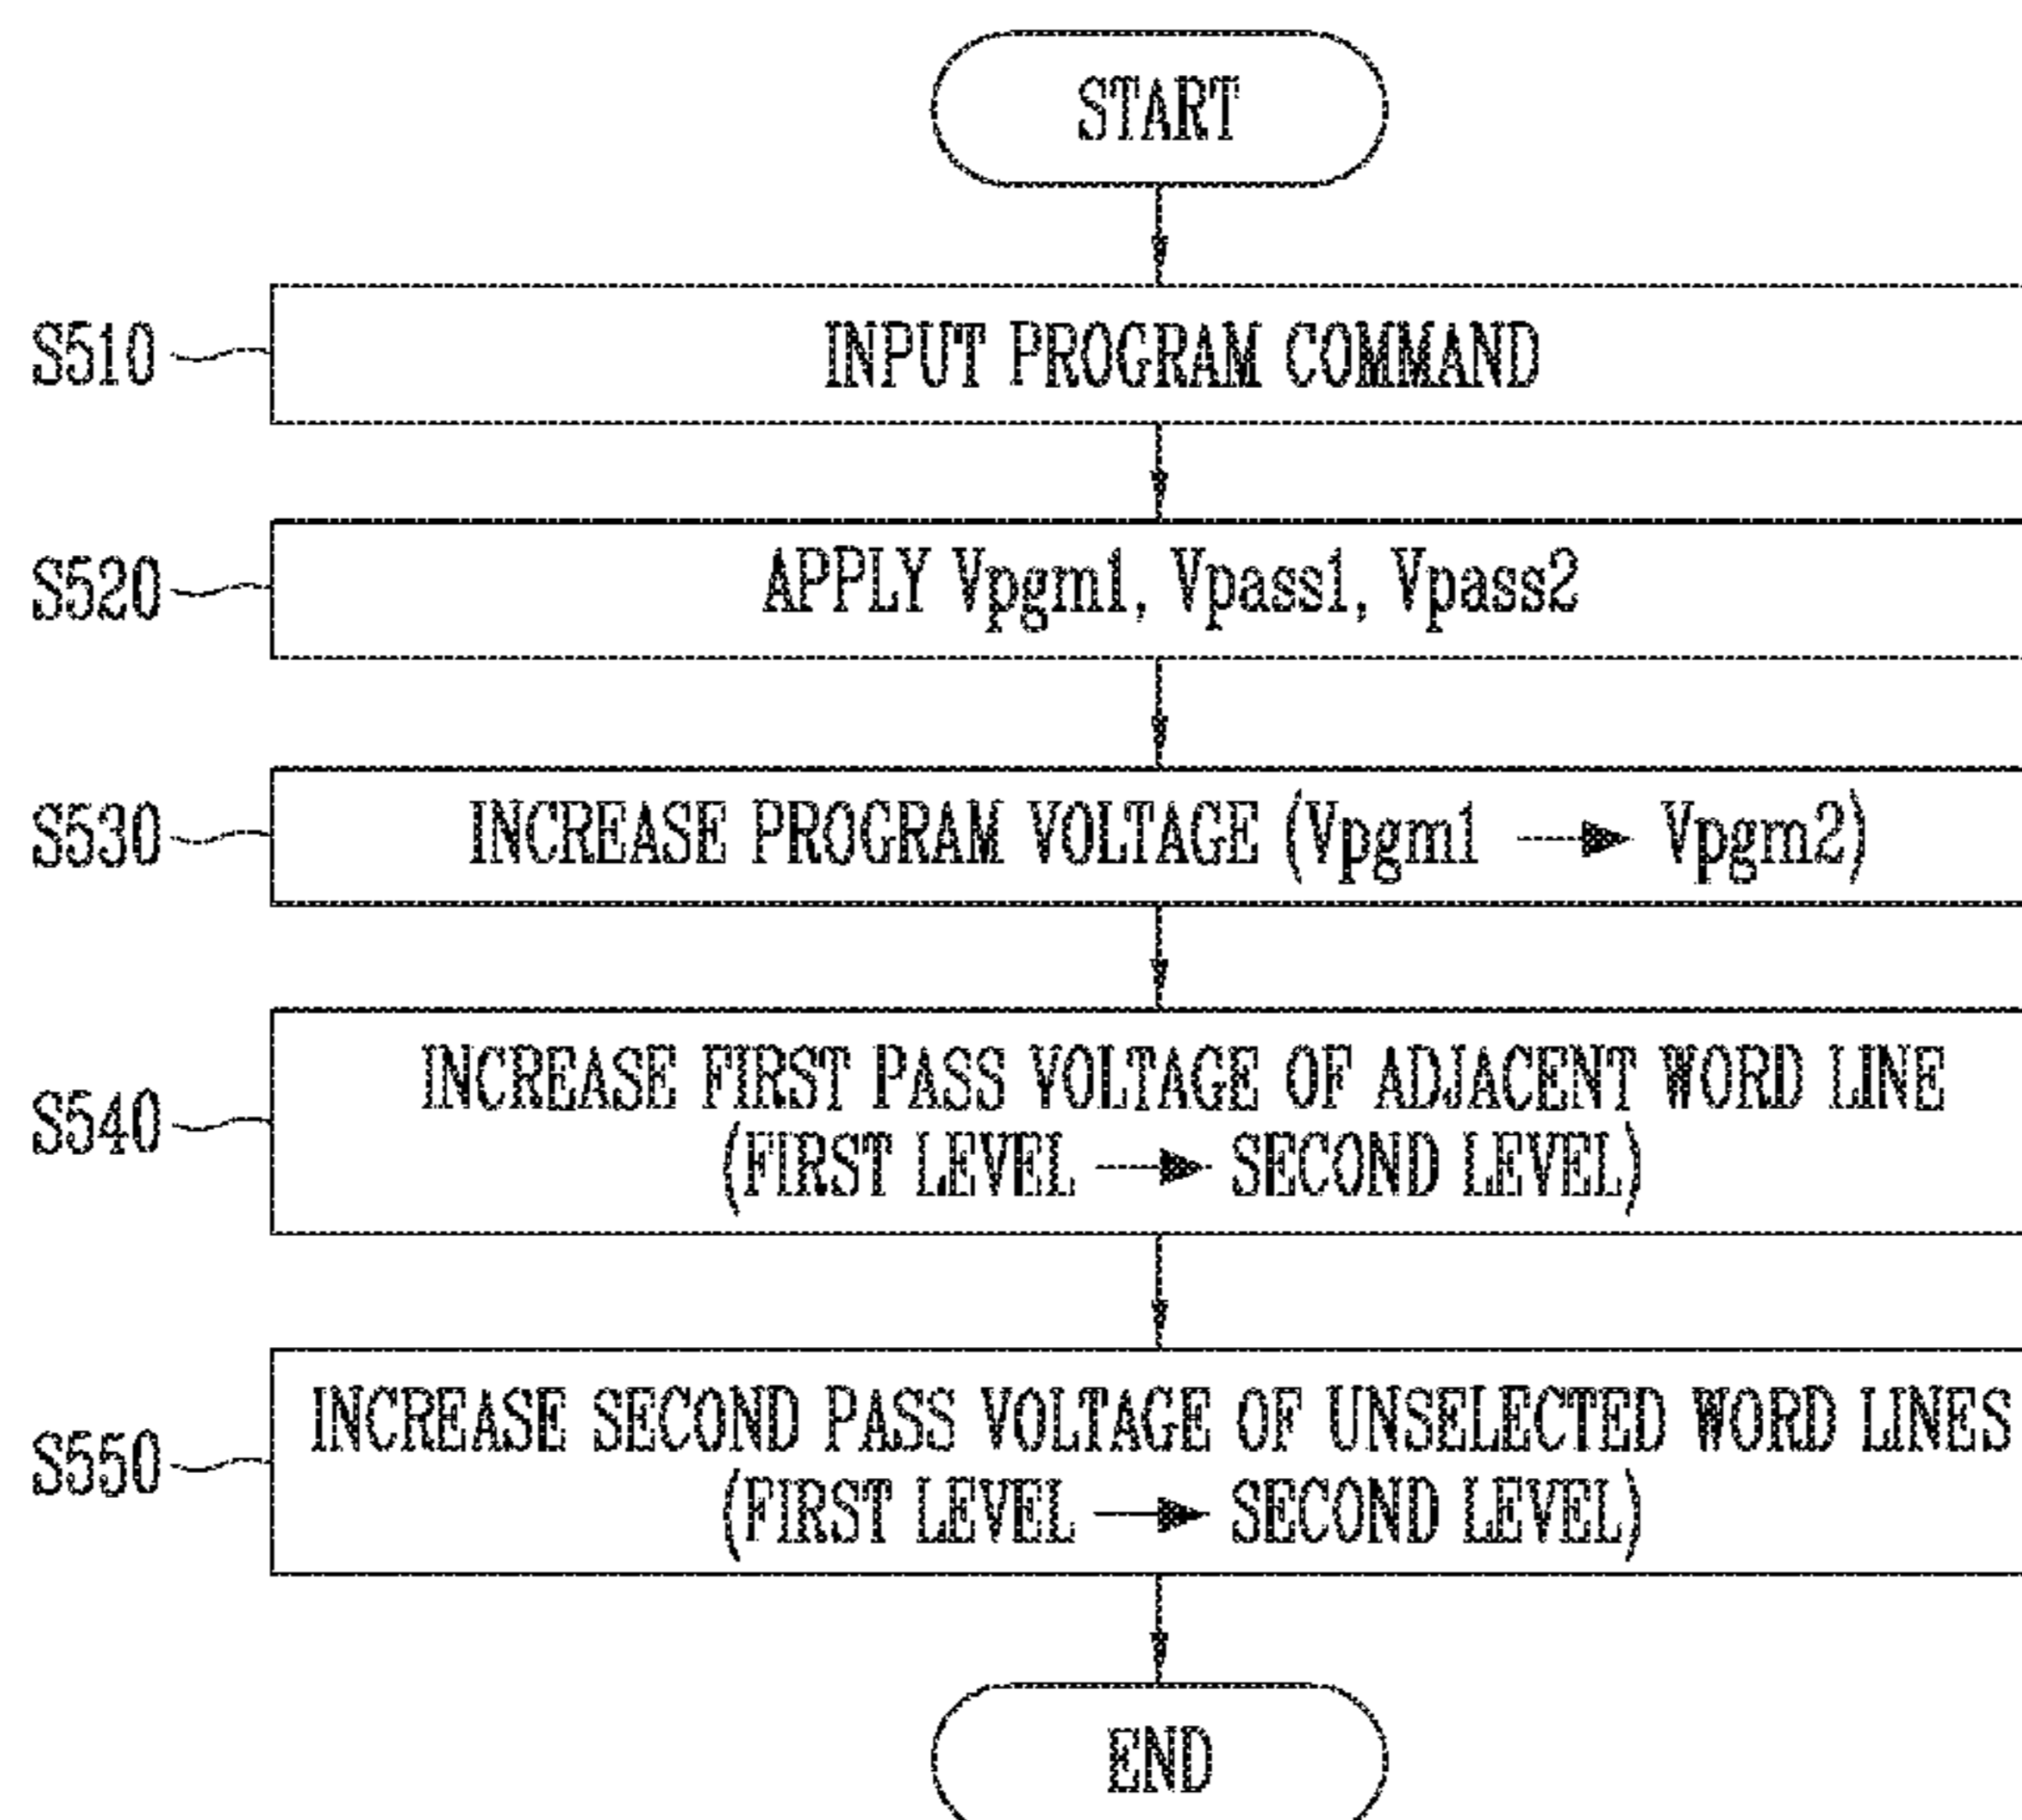 START
S510
INPUT PROGRAM COMMAND
S520
APPLY Vpgm1, Vpass1, Vpass2
S530
INCREASE PROGRAM VOLTAGE (Vpgm1 → Vpgm2)
S540
INCREASE FIRST PASS VOLTAGE OF ADJACENT WORD LINE
(FIRST LEVEL → SECOND LEVEL)
S550
INCREASE SECOND PASS VOLTAGE OF UNSELECTED WORD LINES
(FIRST LEVEL → SECOND LEVEL)
END